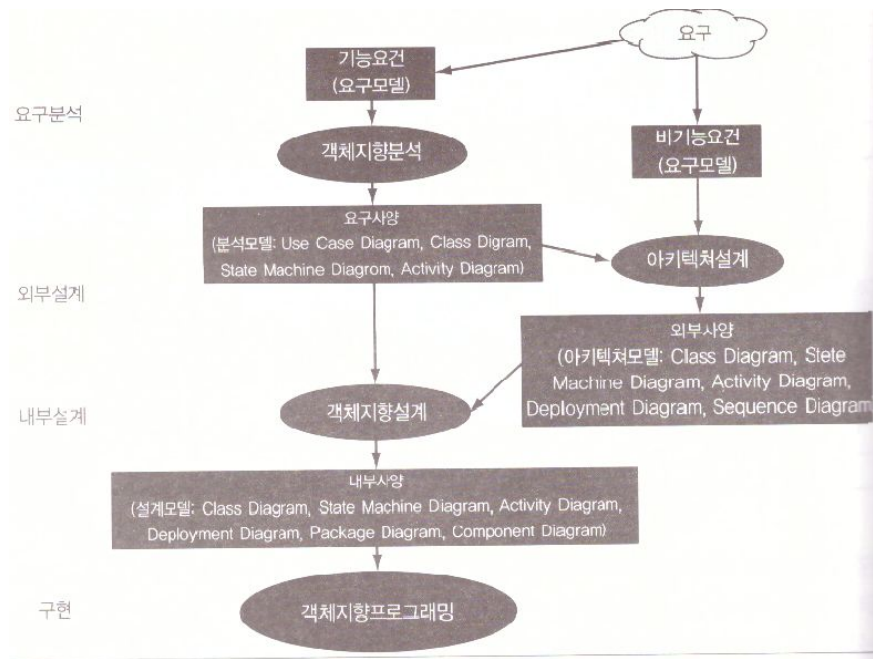 요구
기능요건
(요구모델)
요구분석
객체지향분석
비기능요건
(요구모델)
요구사양
(분석모델: Use Case Diagram, Class Digram,
State Machine Diagrom, Activity Diagram)
아키텍쳐설계
외부설계
외부사양
(아키텍쳐모델: Class Diagram, Stete
Machine Diagram, Activity Diagram,
Deployment Diagram, Sequence Diagram
객체지향설계
내부설계
내부사양
(설계모델: Class Diagram, State Machine Diagram, Activity Diagram,
Deployment Diagram, Package Diagram, Component Diagram)
구현
객체지향프로그래밍